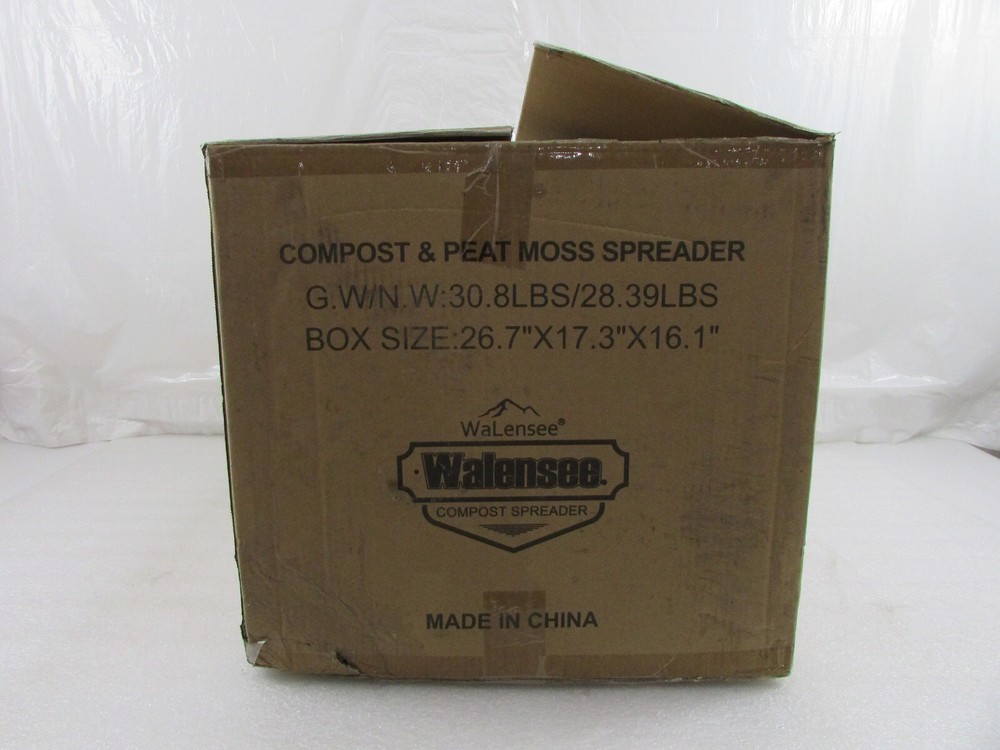 COMPOST & PEAT MOSS SPREADER
G.W/N.W:30.8LBS/28.39LBS
BOX SIZE:26.7"X17.3"X16.1"
WaLensee®
Walensee.
COMPOST SPREADER
MADE IN CHINA